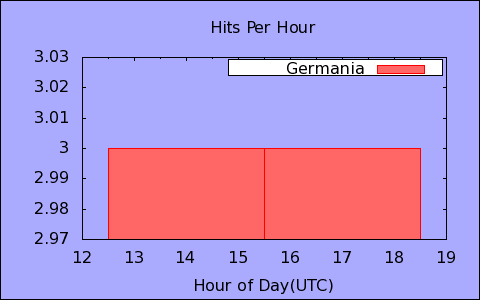 Hits Per Hour
Germania
3.03
3.02
3.01
3
2.99
2.98
2.97
12 13 14 15 16 17 18 19
Hour of Day(UTC)